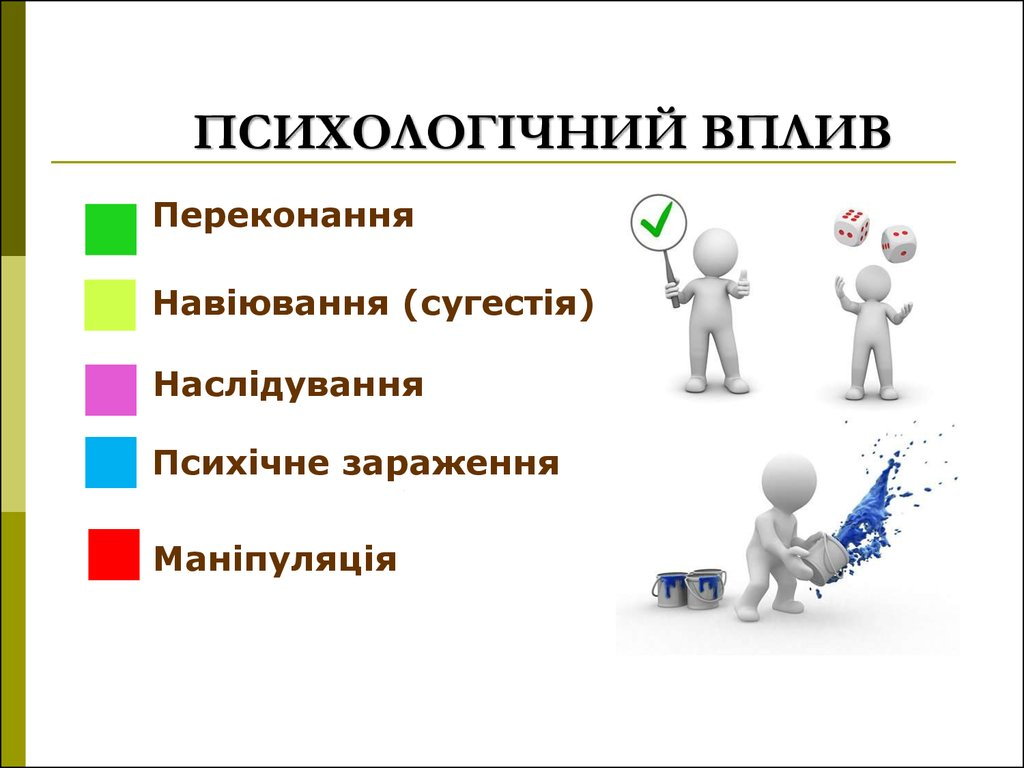 ПСИХОЛОГІЧНИЙ ВПЛИВ
Переконання
Навіювання (сугестія)
Наслідування
Психічне зараження
Маніпуляція